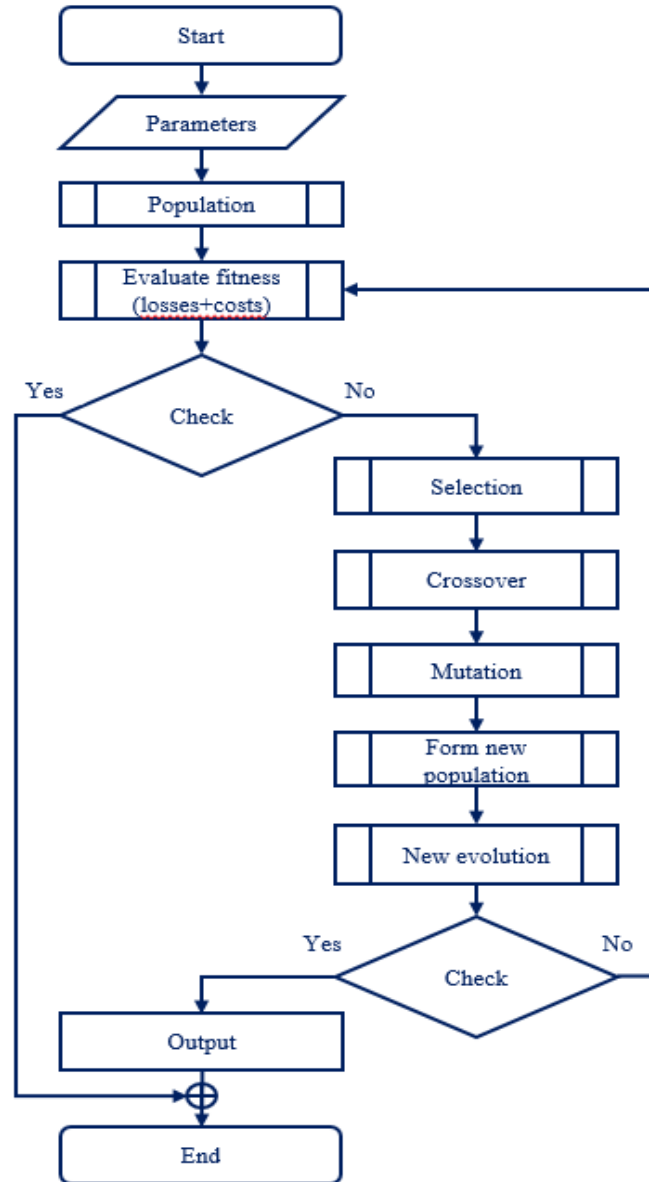 Start
Parameters
Population
Evaluate fitness
(losses+costs)
Yes
No
Check
Selection
Crossover
Mutation
Form new
population
New evolution
Yes
No
Check
Output
End